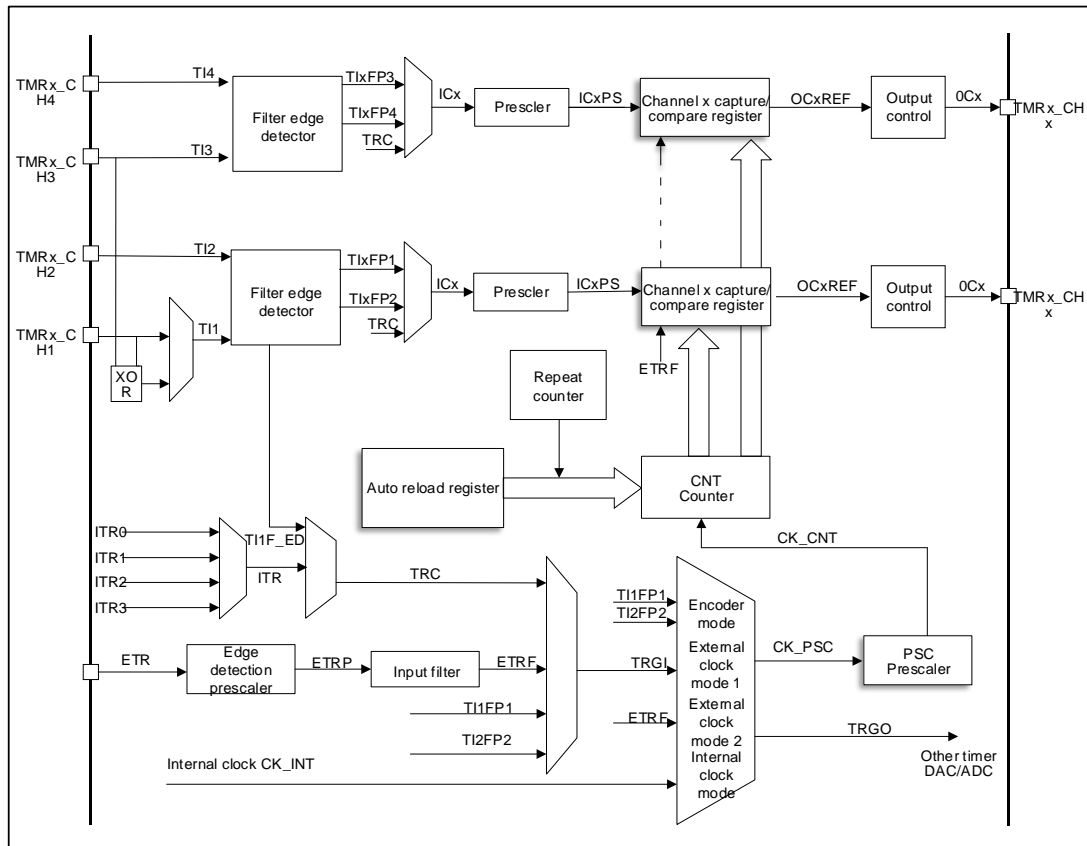 TMRx_C
H4
TI4
TIxFP3
TIxFP4
TRC
Filter edge
detector
ICx
Prescler
ICxPS
Channel x capture/
compare register
OCxREF
Output
control
0Cx
TMRx_CH
x
TMRx_C
H3
TI3
TMRx_C
H2
TI2
Filter edge
detector
TIxFP1
TIxFP2
TRC
ICx
Prescler
ICxPS
Channel x capture/
compare register
OCxREF
Output
control
0Cx
TMRx_CH
x
TMRx_C
H1
TI1
XO
R
ETRF
Repeat
counter
Auto reload register
CNT
Counter
CK_CNT
ITR0
ITR1
ITR2
ITR3
TI1F_ED
ITR
TRC
TI1FP1
TI2FP2
Encoder
mode
External
clock
mode 1
External
clock
mode 2
Internal
clock
mode
CK_PSC
PSC
Prescaler
ETR
Edge
detection
prescaler
ETRP
Input filter
ETRF
TRGI
TI1FP1
TI2FP2
ETRF
TRGO
Other timer
DAC/ADC
Internal clock CK_INT